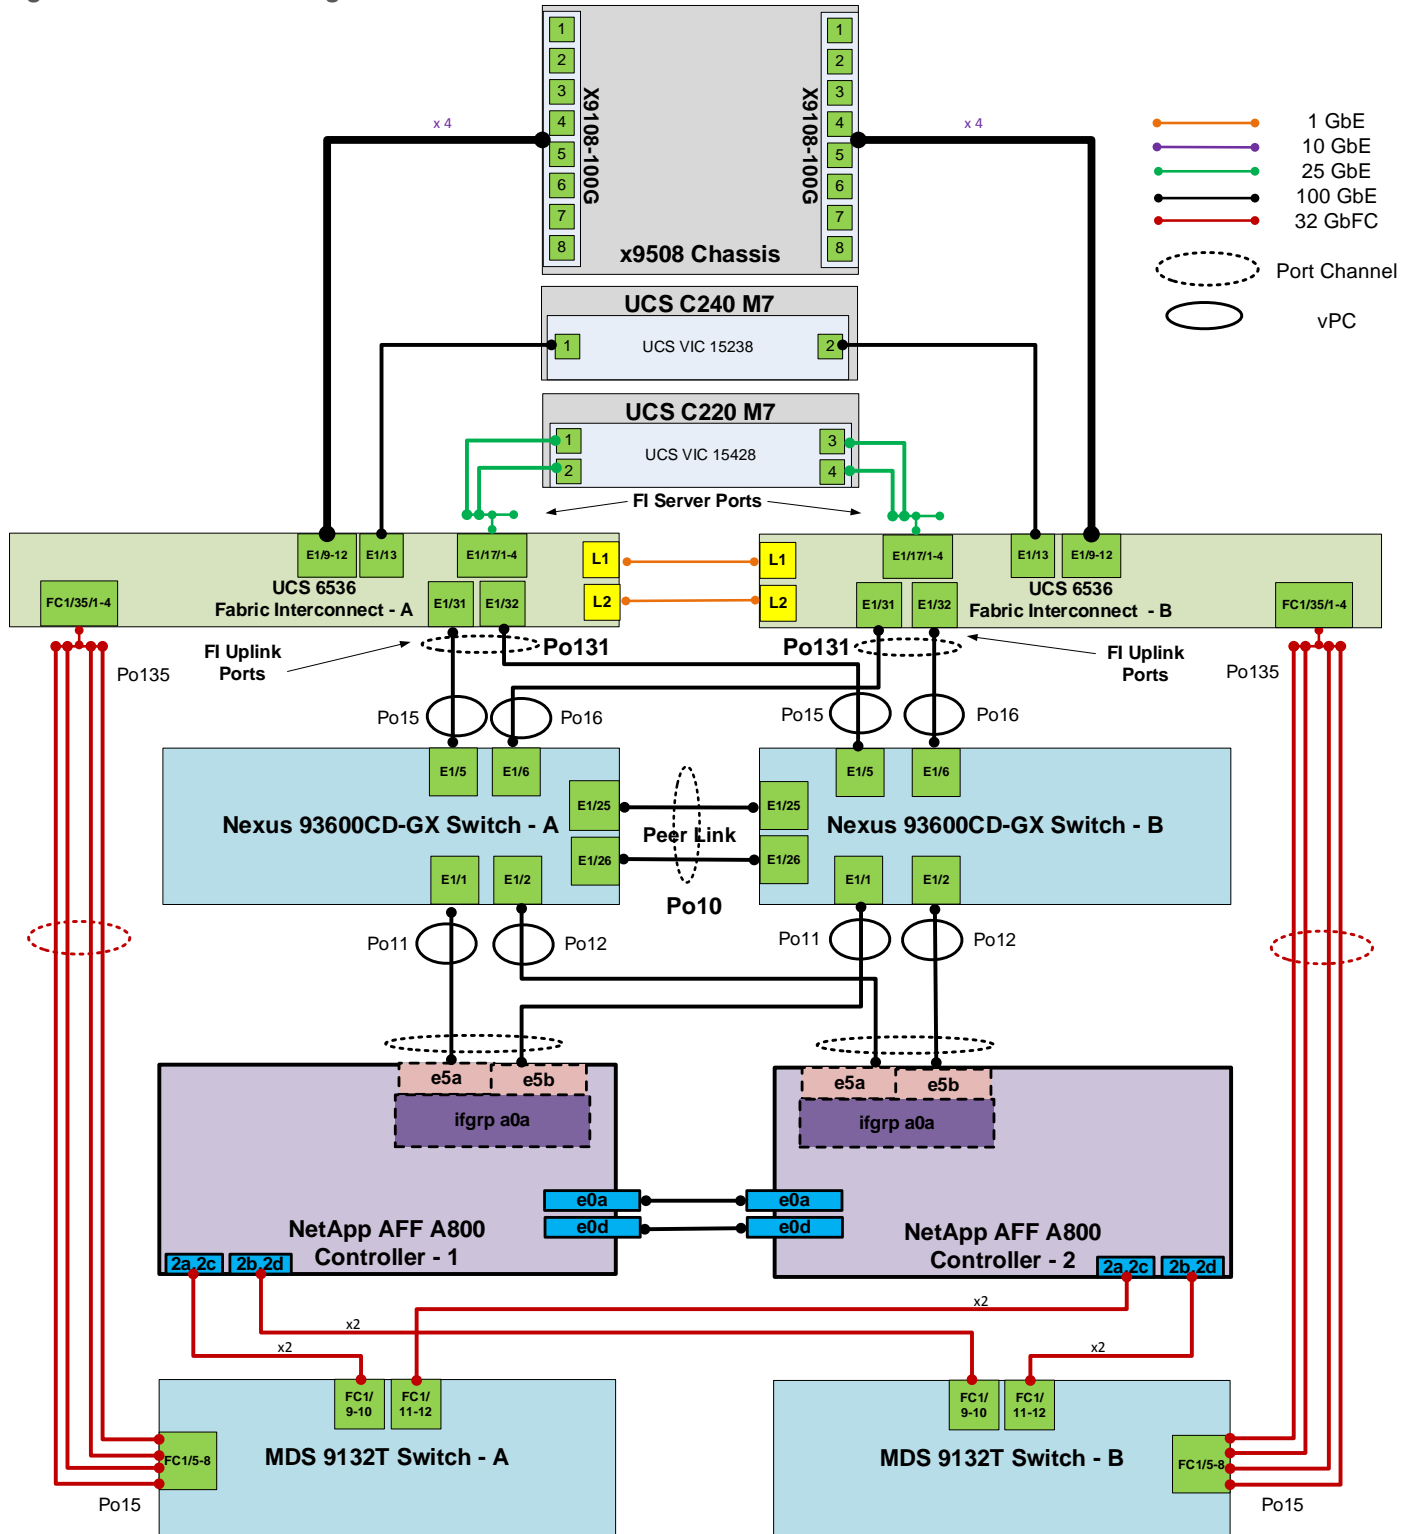 1
2
3
4
5
6
7
8
X9108-100G
x9508 Chassis
X9108-100G
1
2
3
4
5
6
7
8
x 4
x 4
1 GbE
10 GbE
25 GbE
100 GbE
32 GbFC
Port Channel
vPC
UCS C240 M7
1
UCS VIC 15238
2
UCS C220 M7
1
2
UCS VIC 15428
3
4
FI Server Ports
E1/9-12
E1/13
E1/17/1-4
L1
L2
UCS 6536
Fabric Interconnect - A
FC1/35/1-4
E1/31
E1/32
L1
L2
E1/17/1-4
E1/13
E1/9-12
E1/31
E1/32
UCS 6536
Fabric Interconnect - B
FC1/35/1-4
Po131
Po131
FI Uplink
Ports
FI Uplink
Ports
Po135
Po135
Po15
Po16
Po15
Po16
E1/5
E1/6
E1/25
E1/26
Nexus 93600CD-GX Switch - A
E1/1
E1/2
Peer Link
Po10
E1/5
E1/6
E1/25
E1/26
Nexus 93600CD-GX Switch - B
E1/1
E1/2
Po11
Po12
Po11
Po12
e5a
e5b
ifgrp a0a
e0a
e0d
NetApp AFF A800
Controller - 1
2a,2c
2b,2d
e5a
e5b
ifgrp a0a
e0a
e0d
NetApp AFF A800
Controller - 2
2a,2c
2b,2d
x2
x2
x2
x2
FC1/
9-10
FC1/
11-12
MDS 9132T Switch - A
FC1/5-8
Po15
FC1/
9-10
FC1/
11-12
MDS 9132T Switch - B
FC1/5-8
Po15